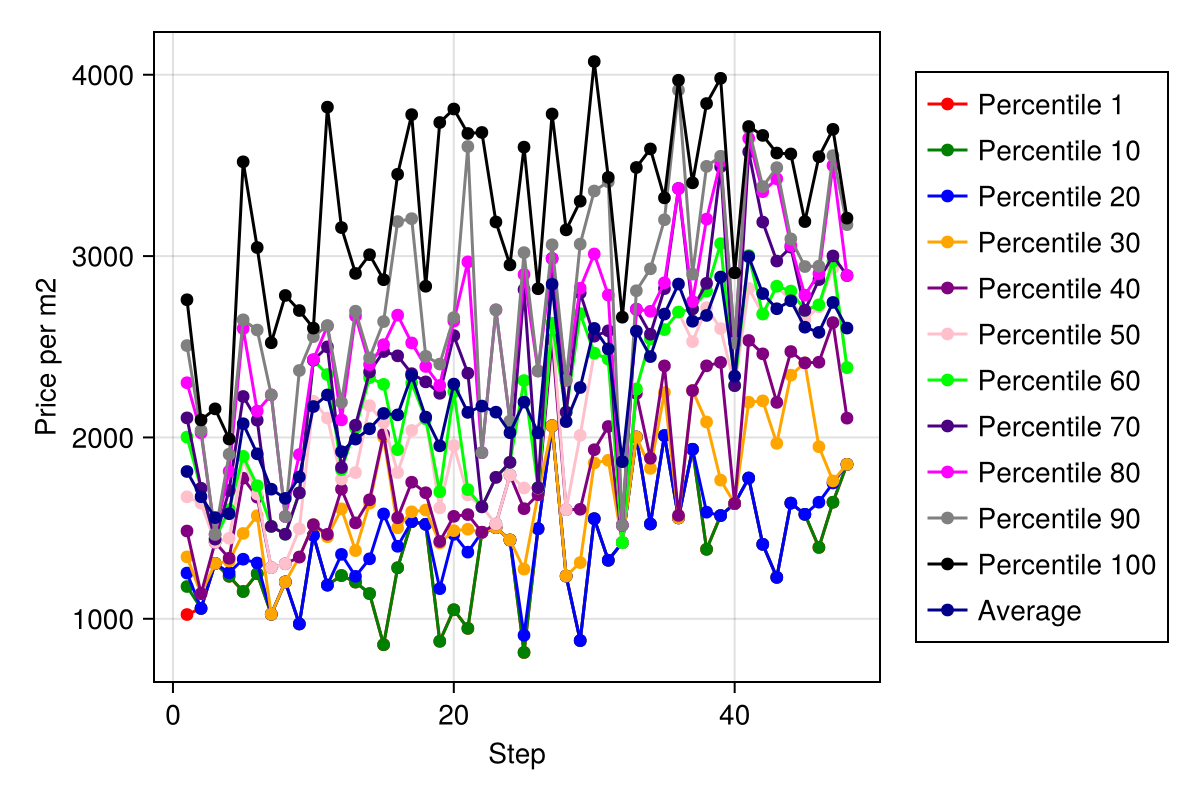 4000
3000
2000
1000
Price per m2
0
20
40
Step
Percentile 1
Percentile 10
Percentile 20
Percentile 30
Percentile 40
Percentile 50
Percentile 60
Percentile 70
Percentile 80
Percentile 90
Percentile 100
Average